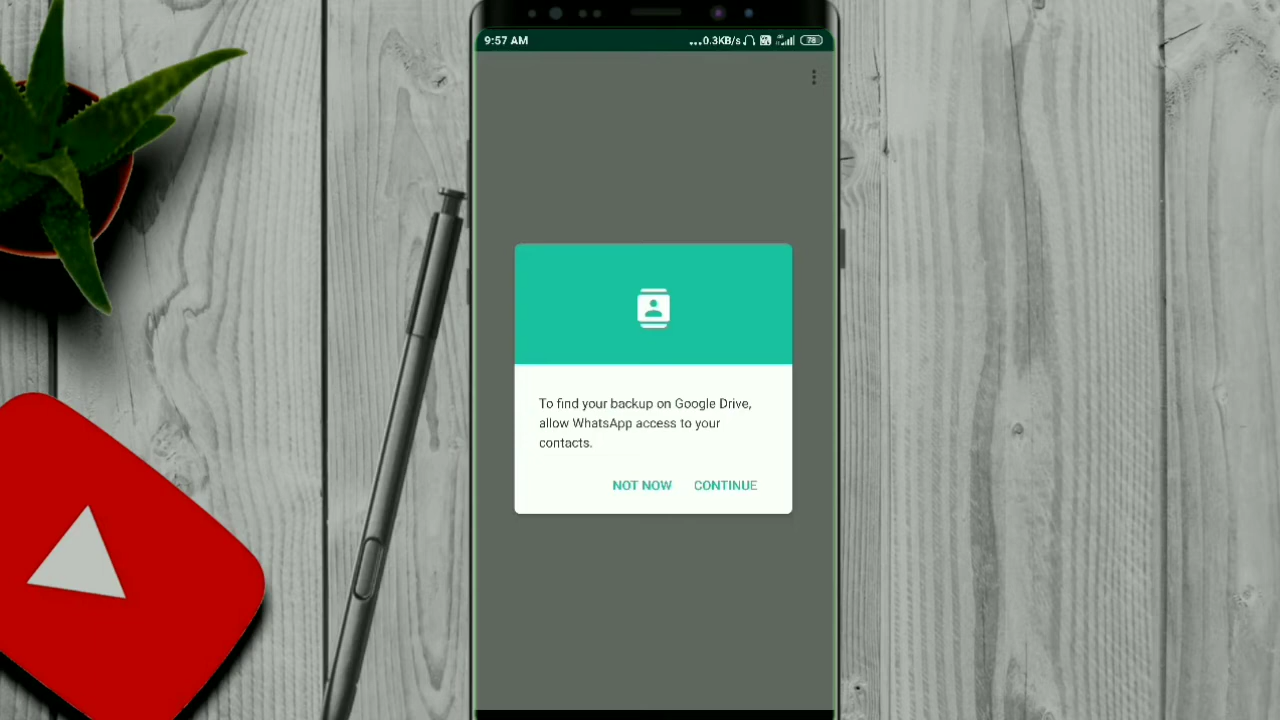 9:57 AM
...0.3KB/s
78
To find your backup on Google Drive,
allow WhatsApp access to your
contacts.
NOT NOW CONTINUE